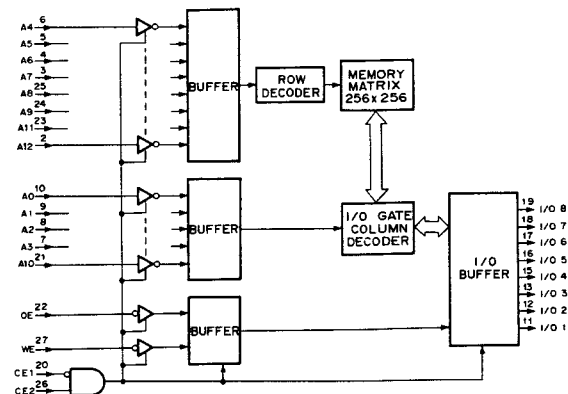 A4 6
A5 5
A6 4
A7 3
A8 25
A9 24
A11 23
A12 2
BUFFER
ROW
DECODER
MEMORY
MATRIX
256x256
A0 10
A1 9
A2 8
A3 7
A10 21
BUFFER
I/O GATE
COLUMN
DECODER
I/O
BUFFER
19 I/O 8
18 I/O 7
17 I/O 6
16 I/O 5
15 I/O 4
13 I/O 3
12 I/O 2
11 I/O 1
OE 22
WE 27
BUFFER
CE1 20
CE2 26